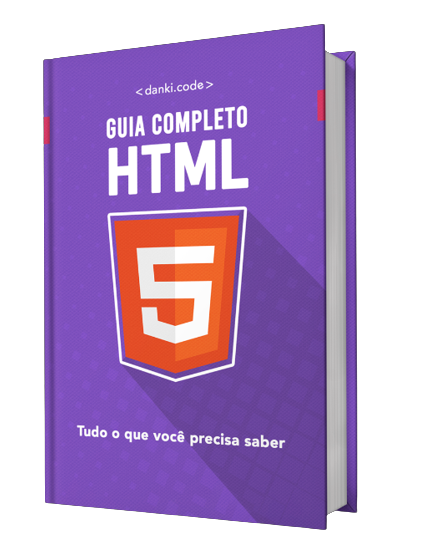 <danki.code>
GUIA COMPLETO
HTML
5
Tudo o que você precisa saber